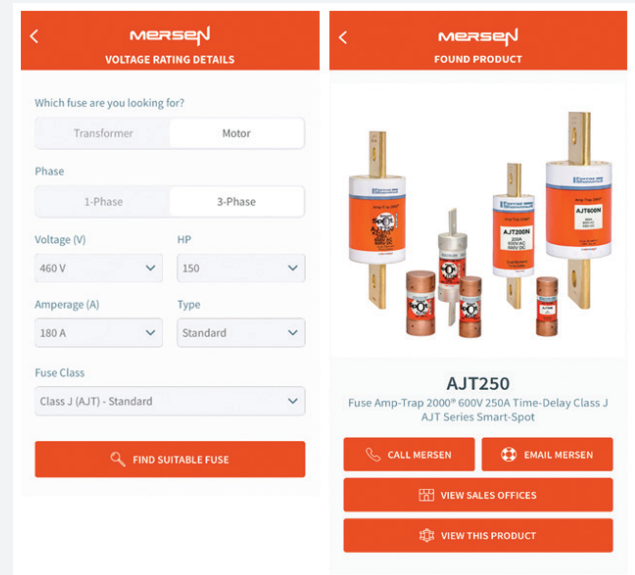 MERSEN
VOLTAGE RATING DETAILS
Which fuse are you looking for?
Transformer Motor
Phase
1-Phase 3-Phase
Voltage (V) HP
460 V 150
Amperage (A) Type
180 A Standard
Fuse Class
Class J (AJT) - Standard
FIND SUITABLE FUSE
MERSEN
FOUND PRODUCT
AJT600N
AJT200N
200A
600V AC
AJT250
Fuse Amp-Trap 2000® 600V 250A Time-Delay Class J
AJT Series Smart-Spot
CALL MERSEN EMAIL MERSEN
VIEW SALES OFFICES
VIEW THIS PRODUCT